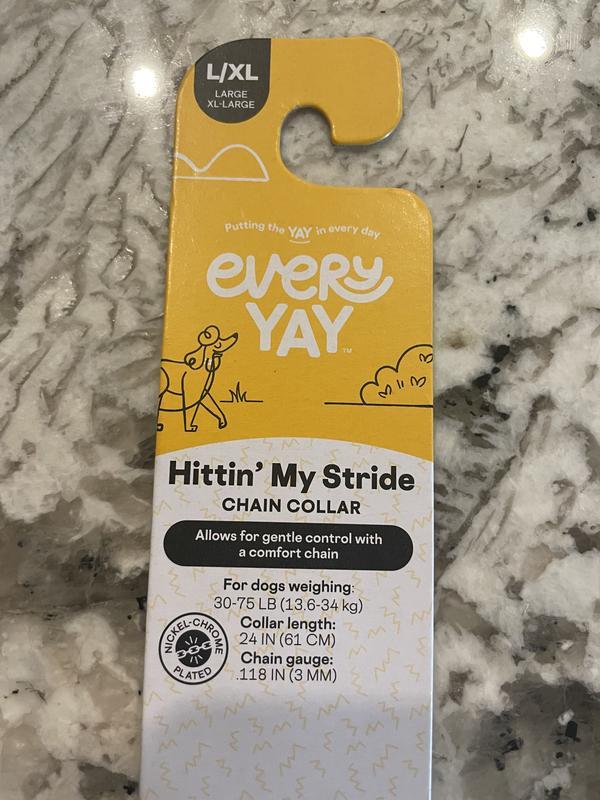 L/XL
LARGE
XL-LARGE
Putting the YAY in every day
every
YAY™
Hittin' My Stride
CHAIN COLLAR
Allows for gentle control with
a comfort chain
For dogs weighing:
30-75 LB (13.6-34 kg)
Collar length:
24 IN (61 CM)
Chain gauge:
.118 IN (3 MM)
NICKEL-CHROME
PLATED